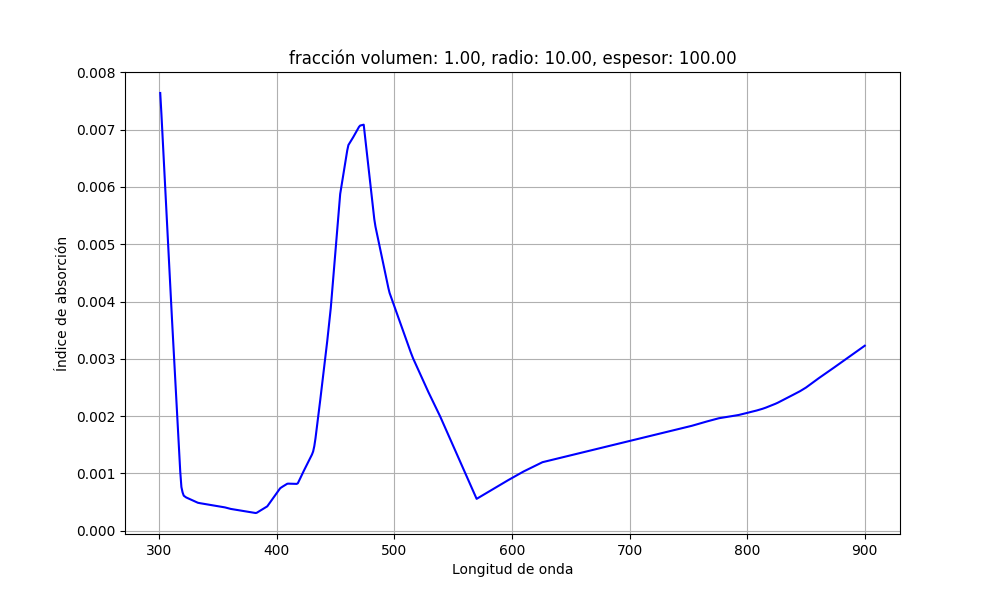 fracción volumen: 1.00, radio: 10.00, espesor: 100.00
0.008
0.007
0.006
0.005
0.004
0.003
0.002
0.001
0.000
Índice de absorción
300 400 500 600 700 800 900
Longitud de onda